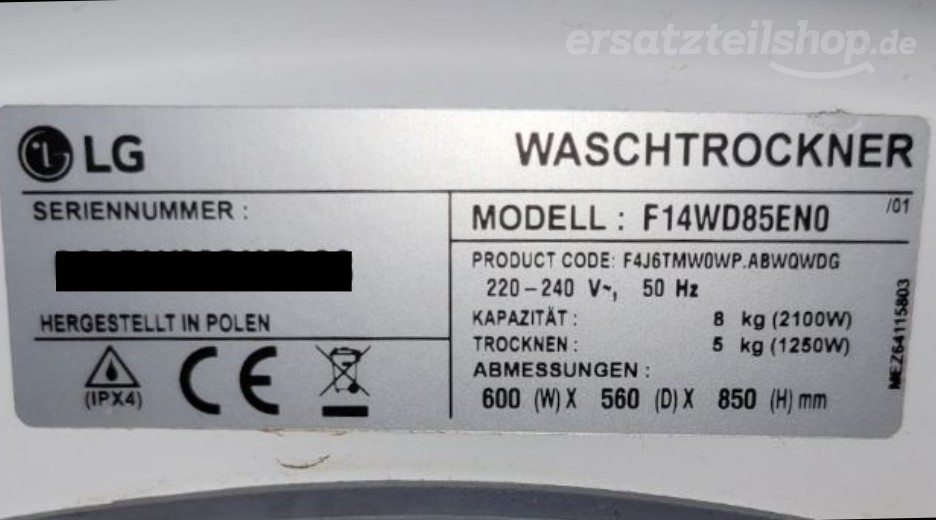 ersatzteilshop.de
LG
WASCHTROCKNER
SERIENNUMMER :
HERGESTELLT IN POLEN
(IPX4)
CE
MODELL : F14WD85EN0 /01
PRODUCT CODE: F4J6TMW0WP.ABWQWDG
220-240 V~, 50 Hz
KAPAZITÄT : 8 kg (2100W)
TROCKNEN : 5 kg (1250W)
ABMESSUNGEN :
600 (W) X 560 (D) X 850 (H) mm
MEZ64115803